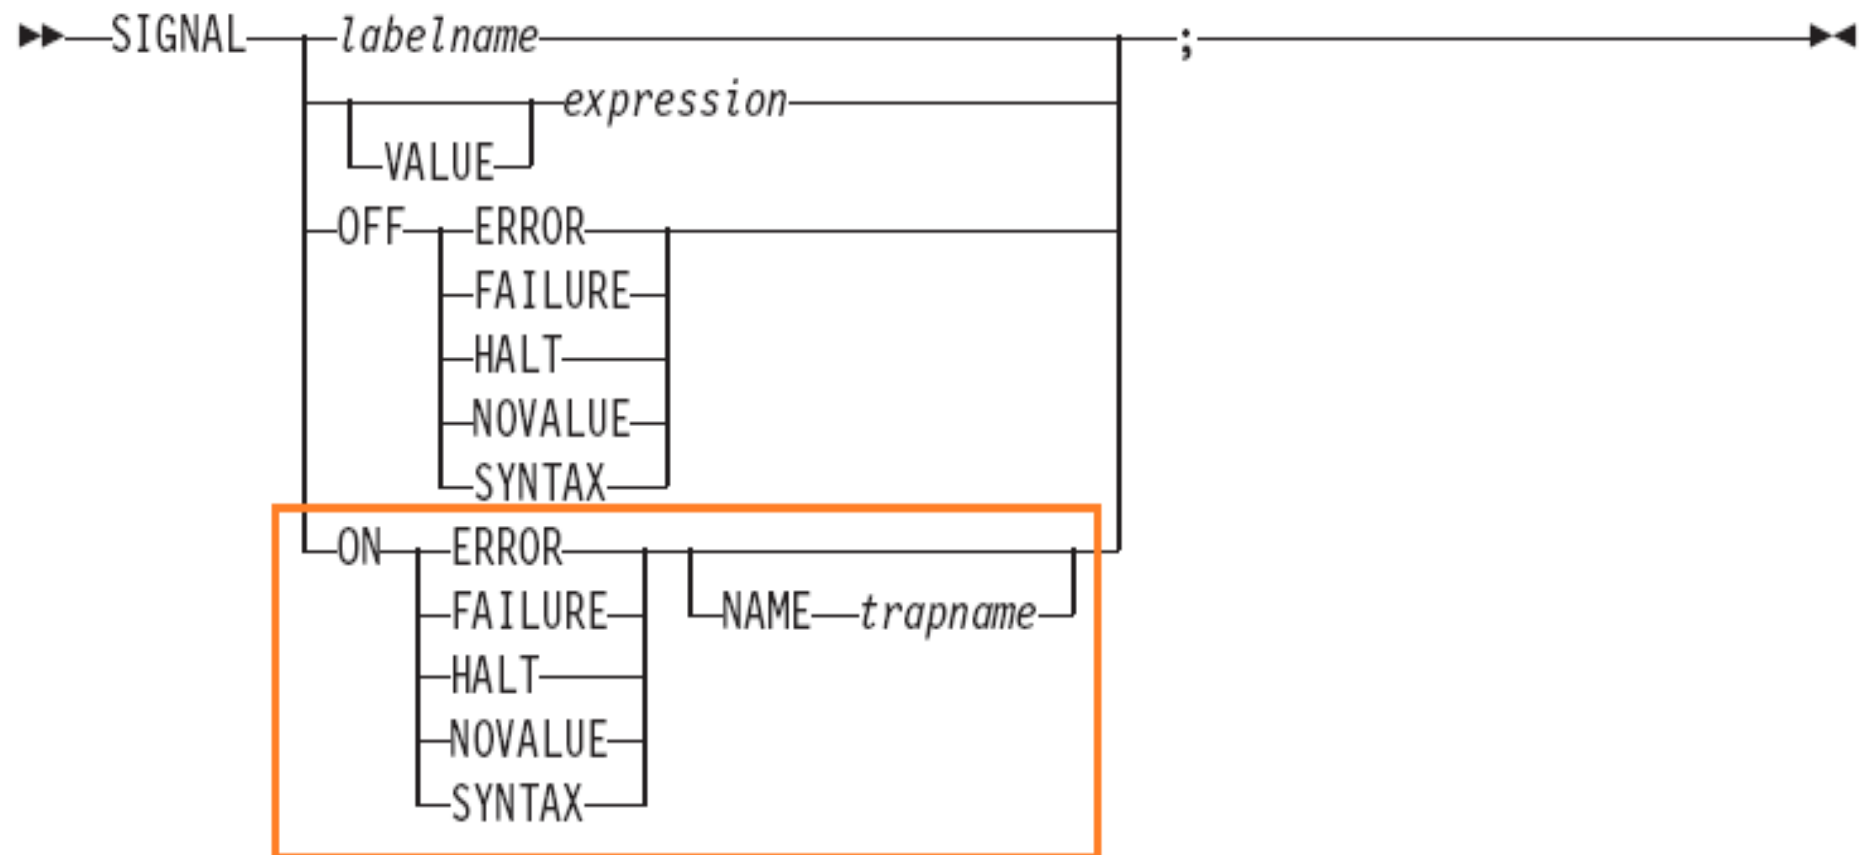 SIGNAL labelname ;
expression
VALUE
OFF ERROR
FAILURE
HALT
NOVALUE
SYNTAX
ON ERROR
FAILURE NAME trapname
HALT
NOVALUE
SYNTAX